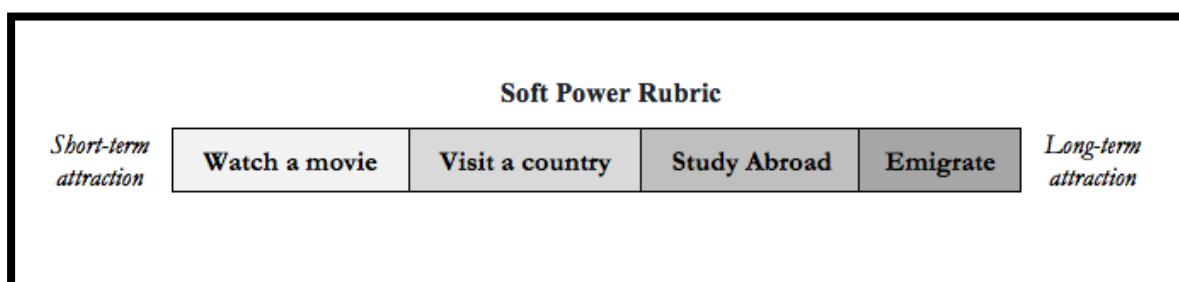 Soft Power Rubric
Short-term
attraction
Watch a movie
Visit a country
Study Abroad
Emigrate
Long-term
attraction